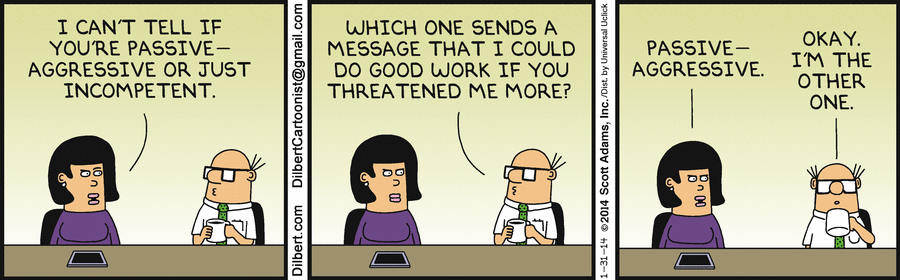 I CAN'T TELL IF
YOU'RE PASSIVE–
AGGRESSIVE OR JUST
INCOMPETENT.
Dilbert.com DilbertCartoonist@gmail.com
WHICH ONE SENDS A
MESSAGE THAT I COULD
DO GOOD WORK IF YOU
THREATENED ME MORE?
1-31-14 ©2014 Scott Adams, Inc./Dist. by Universal Uclick
PASSIVE–
AGGRESSIVE.
OKAY.
I'M THE
OTHER
ONE.